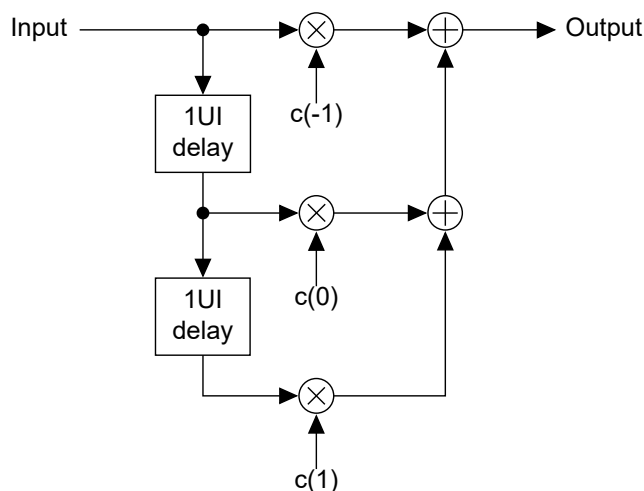 Input
Output
1UI
delay
c(-1)
1UI
delay
c(0)
c(1)